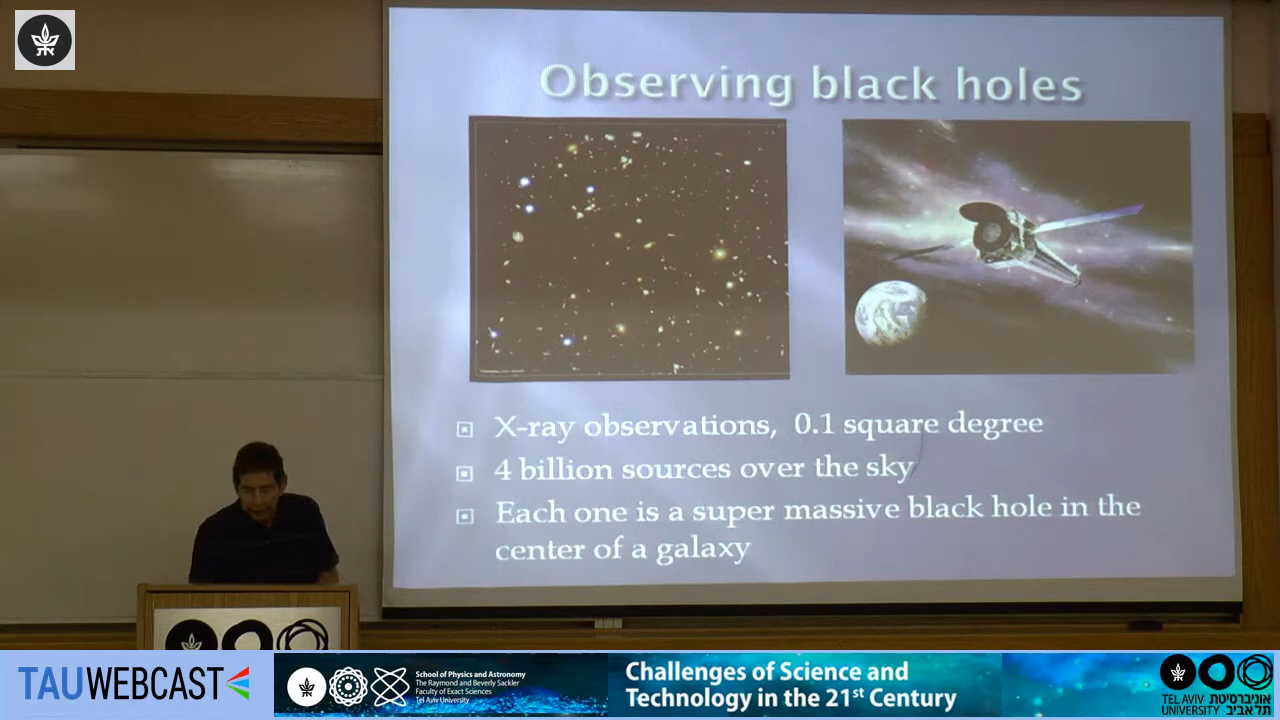 Observing black holes
X-ray observations, 0.1 square degree
4 billion sources over the sky
Each one is a super massive black hole in the
center of a galaxy
TAUWEBCAST
School of Physics and Astronomy
The Raymond and Beverly Sackler
Faculty of Exact Sciences
Tel Aviv University
Challenges of Science and
Technology in the 21st Century
TEL AVIV אוניברסיטת
UNIVERSITY תל אביב